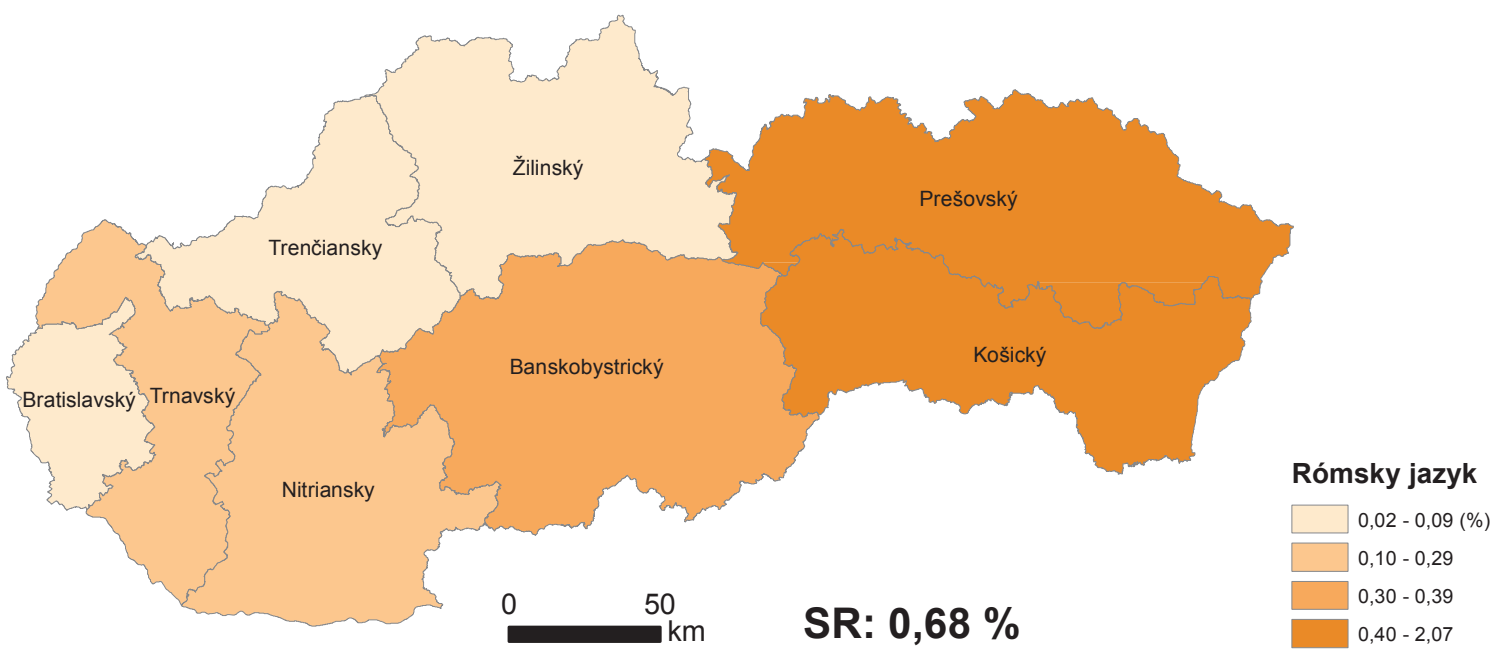 Žilinský
Prešovský
Trenčiansky
Košický
Banskobystrický
Bratislavský
Trnavský
Nitriansky
Rómsky jazyk
0,02 - 0,09 (%)
0,10 - 0,29
0,30 - 0,39
0,40 - 2,07
0 50
km
SR: 0,68 %